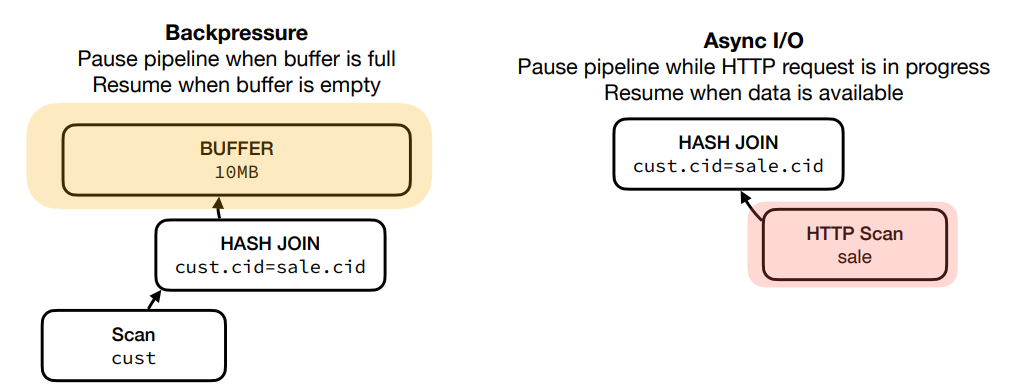 Backpressure
Pause pipeline when buffer is full
Resume when buffer is empty
BUFFER
10MB
HASH JOIN
cust.cid=sale.cid
Scan
cust
Async I/O
Pause pipeline while HTTP request is in progress
Resume when data is available
HASH JOIN
cust.cid=sale.cid
HTTP Scan
sale